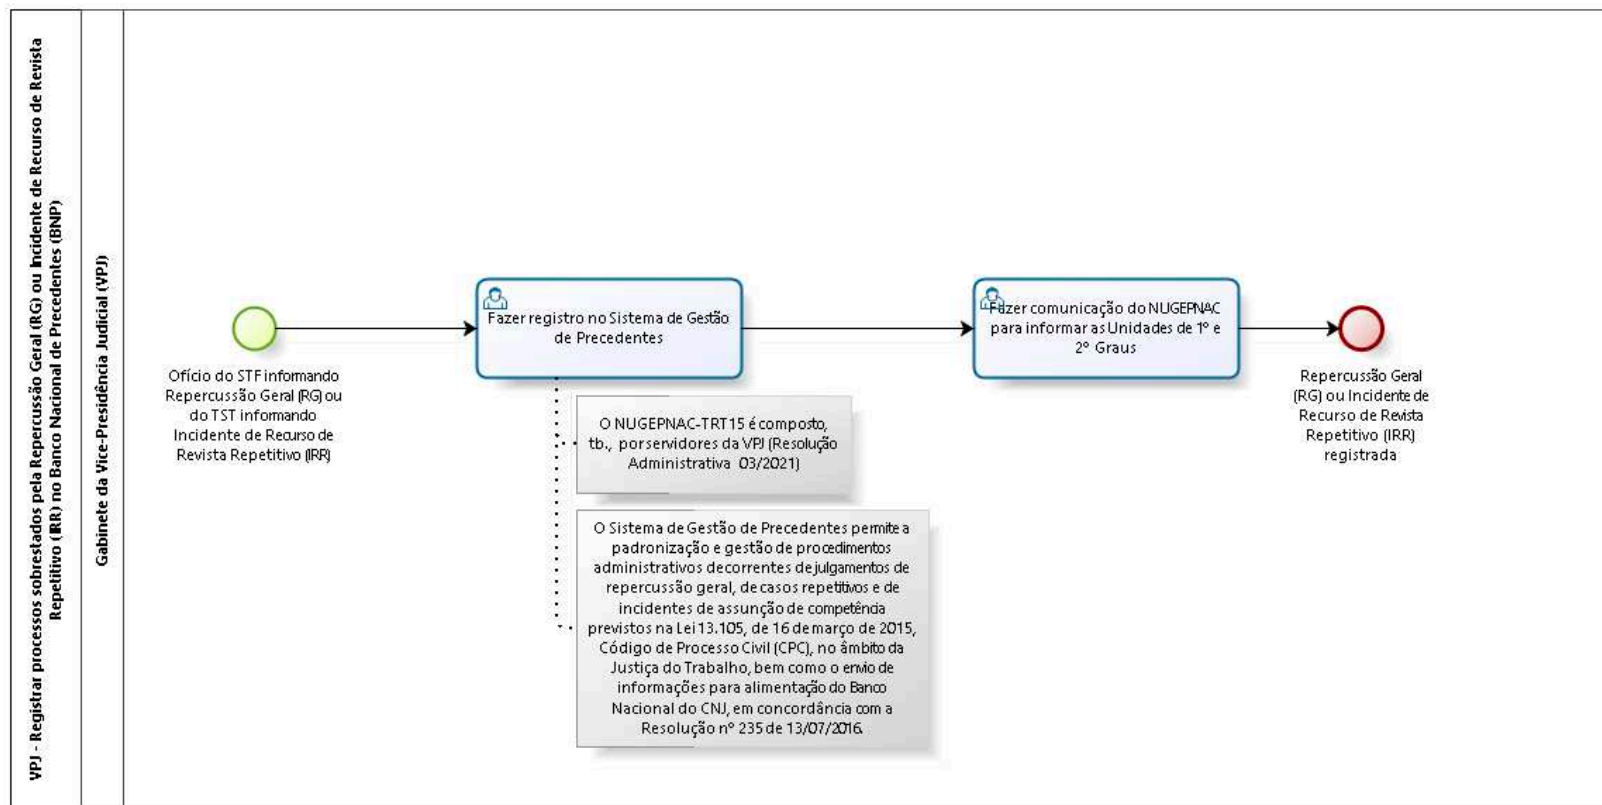 VPJ - Registrar processos sobrestados pela Repercussão Geral (RG) ou Incidente de Recurso de Revista
Repetitivo (IRR) no Banco Nacional de Precedentes (BNP)
Gabinete da Vice-Presidência Judicial (VPJ)
Ofício do STF informando
Repercussão Geral (RG) ou
do TST informando
Incidente de Recurso de
Revista Repetitivo (IRR)
Fazer registro no Sistema de Gestão
de Precedentes
O NUGEPNAC-TRT15 é composto,
tb., por servidores da VPJ (Resolução
Administrativa 03/2021)
O Sistema de Gestão de Precedentes permite a
padronização e gestão de procedimentos
administrativos decorrentes de julgamentos de
repercussão geral, de casos repetitivos e de
incidentes de assunção de competência
previstos na Lei 13.105, de 16 de março de 2015,
Código de Processo Civil (CPC), no âmbito da
Justiça do Trabalho, bem como o envio de
informações para alimentação do Banco
Nacional do CNJ, em concordância com a
Resolução nº 235 de 13/07/2016.
Fazer comunicação do NUGEPNAC
para informar as Unidades de 1º e
2º Graus
Repercussão Geral
(RG) ou Incidente de
Recurso de Revista
Repetitivo (IRR)
registrada